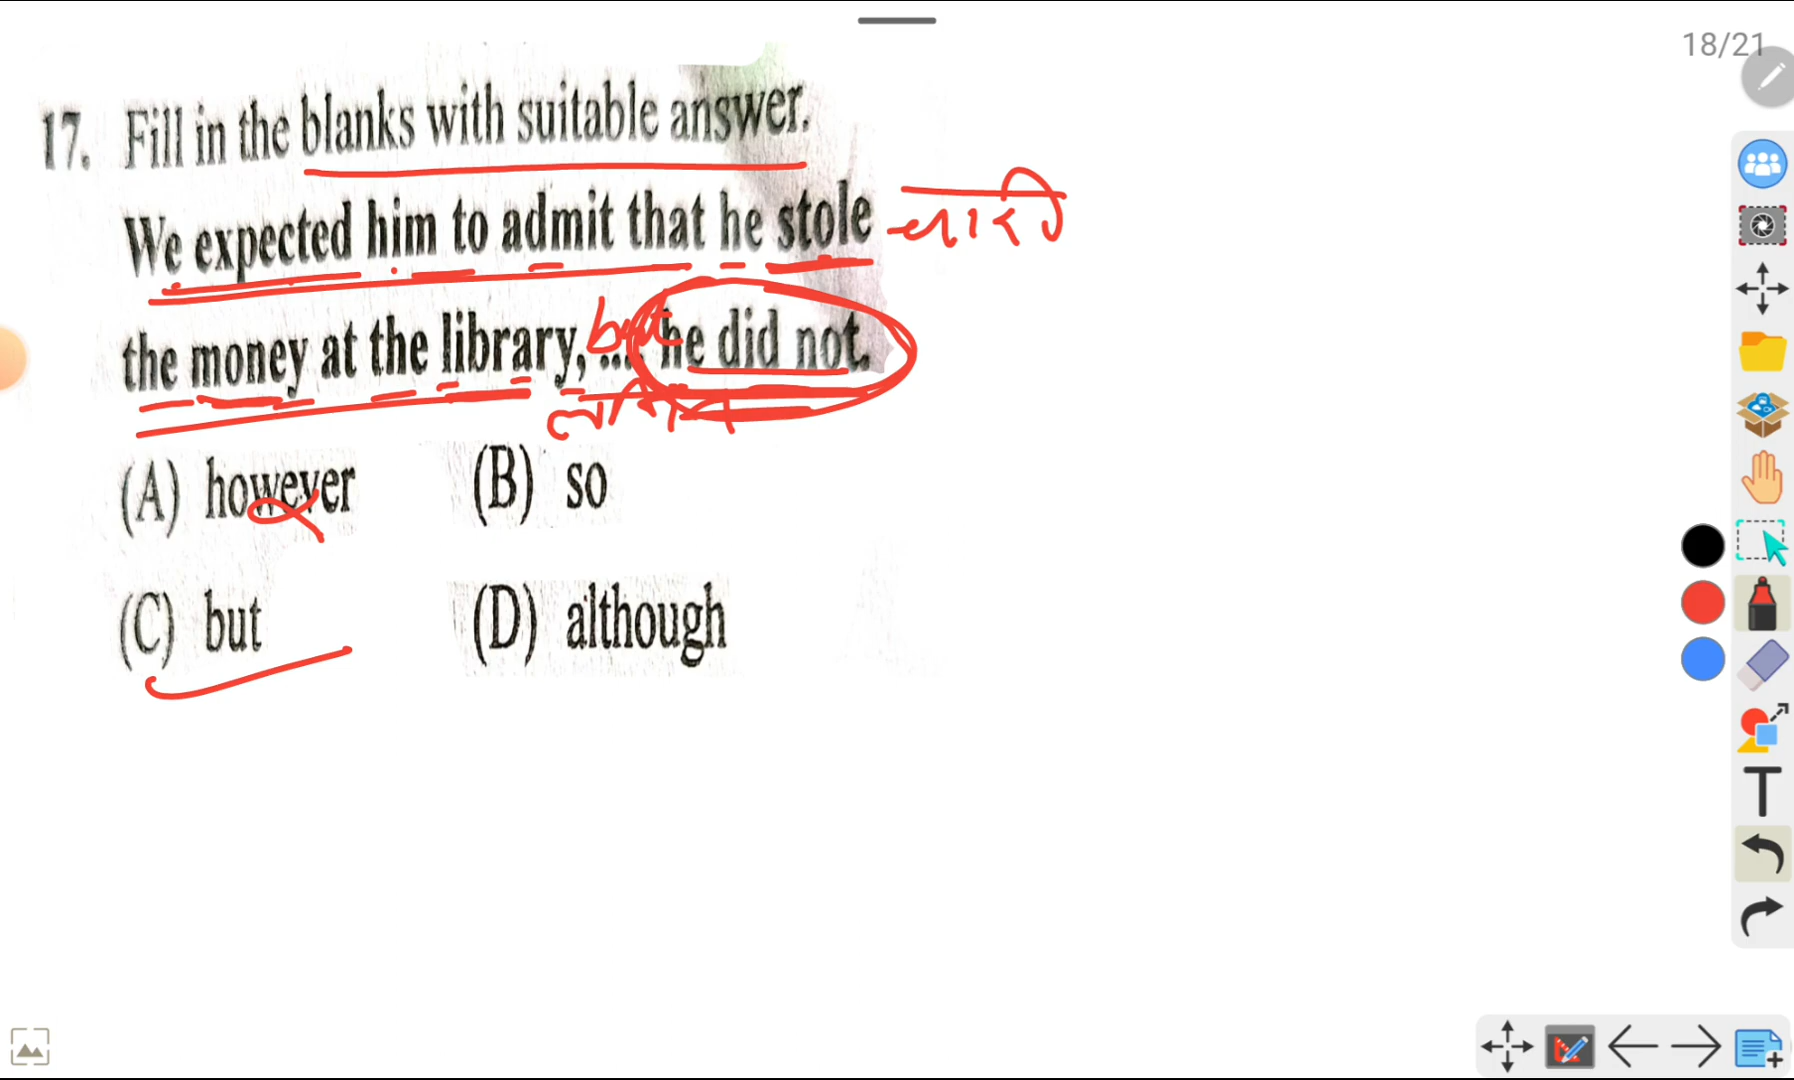 18/21
17. Fill in the blanks with suitable answer.
We expected him to admit that he stole
the money at the library, but .... he did not.
(A) however (B) so
(C) but (D) although
T